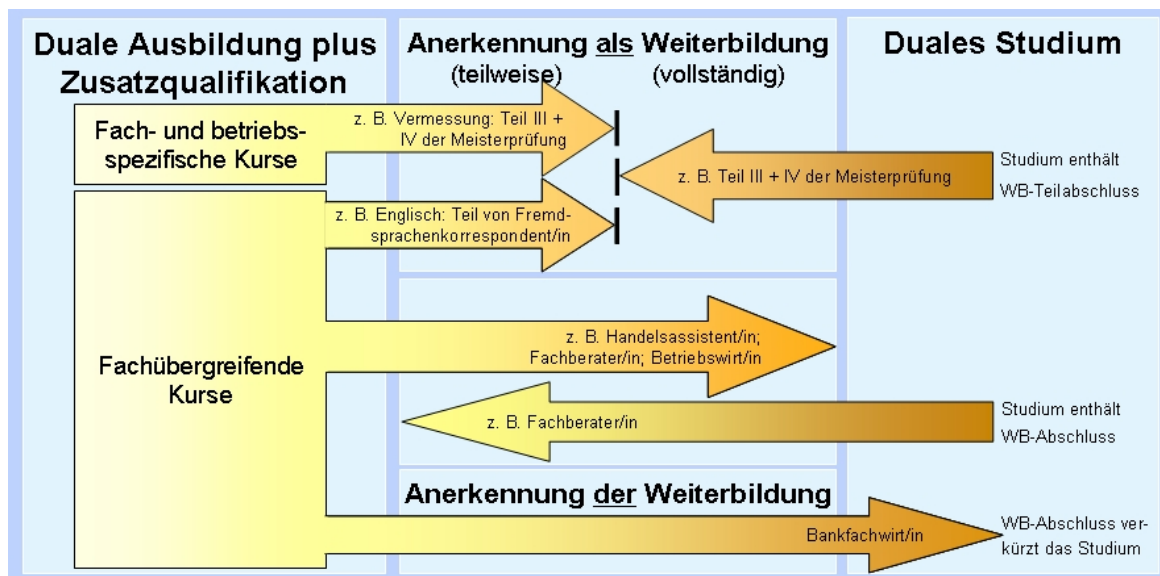 Duale Ausbildung plus
Zusatzqualifikation
Anerkennung als Weiterbildung
(teilweise) (vollständig)
Duales Studium
Fach- und betriebs-
spezifische Kurse
z. B. Vermessung: Teil III +
IV der Meisterprüfung
z. B. Teil III + IV der Meisterprüfung
Studium enthält
WB-Teilabschluss
z. B. Englisch: Teil von Fremd-
sprachenkorrespondent/in
Fachübergreifende
Kurse
z. B. Handelsassistent/in;
Fachberater/in; Betriebswirt/in
z. B. Fachberater/in
Studium enthält
WB-Abschluss
Anerkennung der Weiterbildung
Bankfachwirt/in
WB-Abschluss ver-
kürzt das Studium